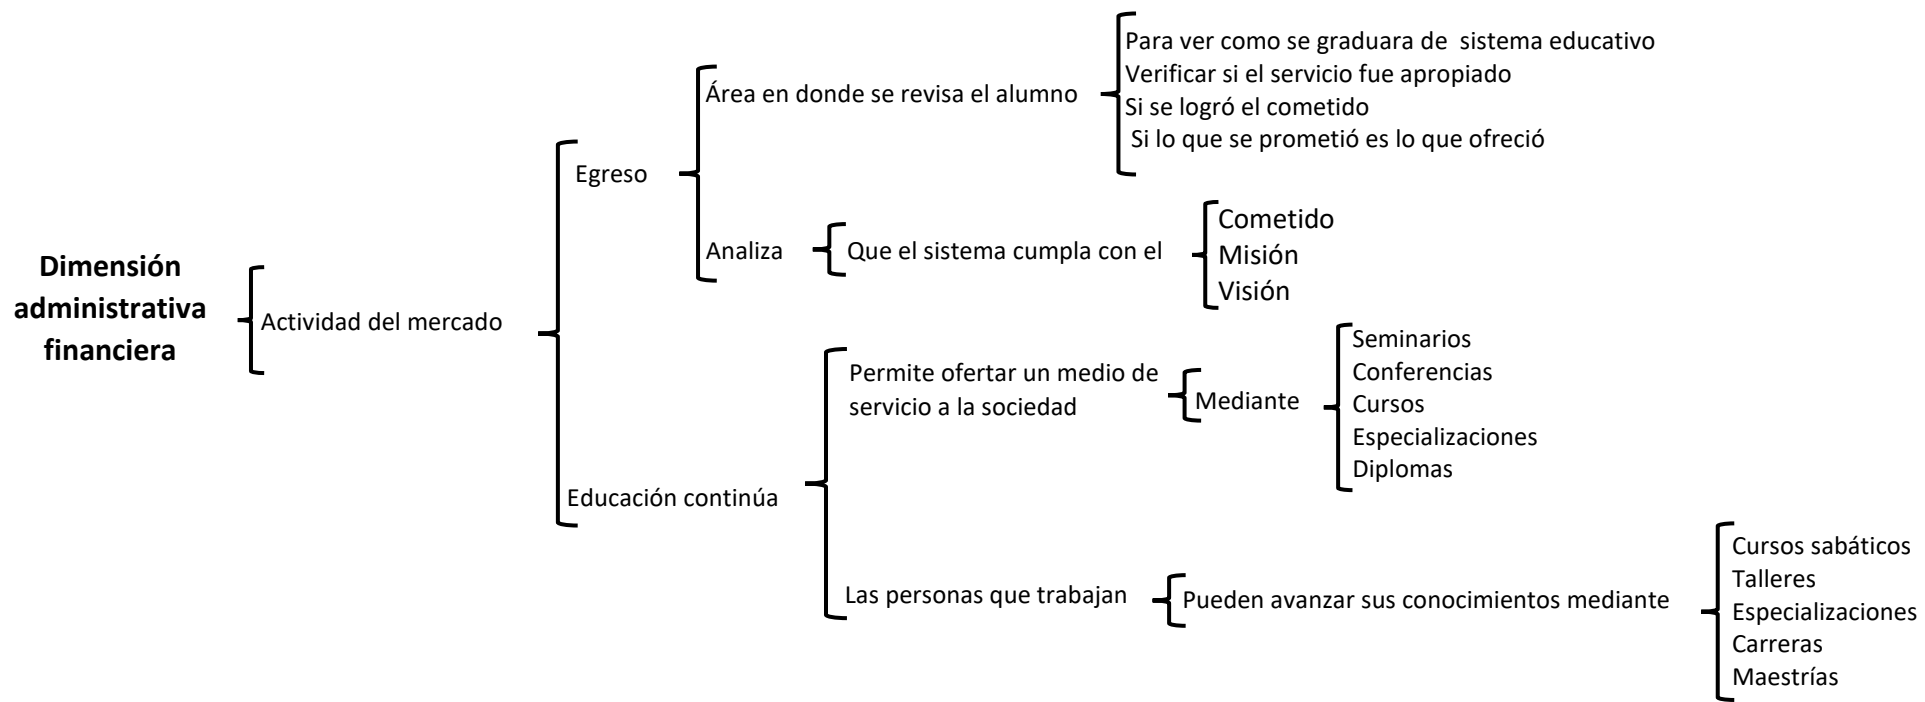 Dimensión
administrativa
financiera
Actividad del mercado
Egreso
Área en donde se revisa el alumno
Para ver como se graduara de sistema educativo
Verificar si el servicio fue apropiado
Si se logró el cometido
Si lo que se prometió es lo que ofreció
Analiza
Que el sistema cumpla con el
Cometido
Misión
Visión
Educación continúa
Permite ofertar un medio de
servicio a la sociedad
Mediante
Seminarios
Conferencias
Cursos
Especializaciones
Diplomas
Las personas que trabajan
Pueden avanzar sus conocimientos mediante
Cursos sabáticos
Talleres
Especializaciones
Carreras
Maestrías